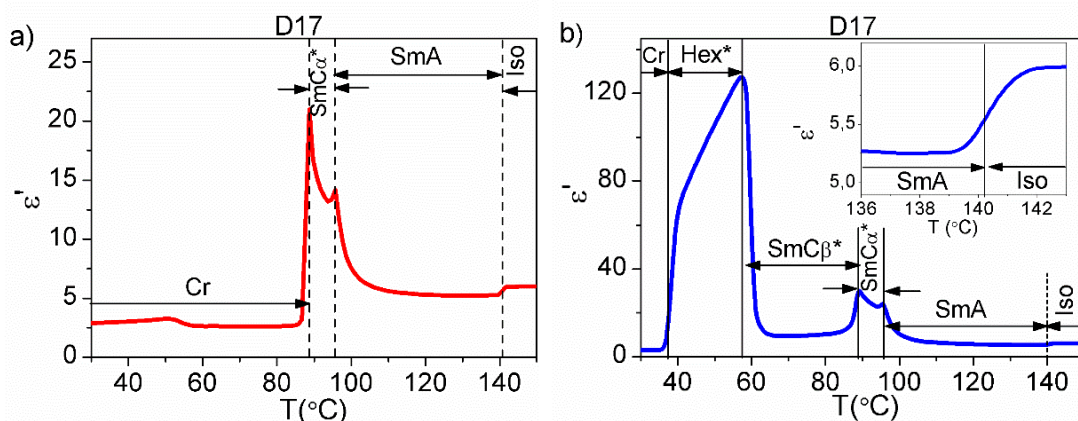 a)
D17
25
20
15
10
5
0
ε'
SmCα*
SmA
Iso
Cr
40 60 80 100 120 140
T(°C)
b)
D17
120
80
40
0
ε'
Cr
Hex*
SmCβ*
SmCα*
SmA
Iso
40 60 80 100 120 140
T(°C)
6,0
5,5
5,0
ε'
SmA
Iso
136 138 140 142
T (°C)